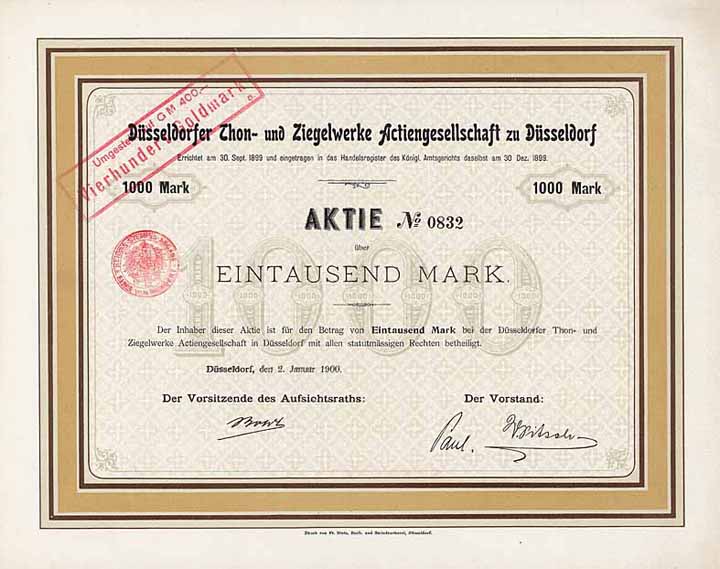 Umgestellt auf G M 400.—
Vierhundert Goldmark
Düsseldorfer Thon- und Ziegelwerke Actiengesellschaft zu Düsseldorf
Errichtet am 30. Sept. 1899 und eingetragen in das Handelsregister des Königl. Amtsgerichts daselbst am 30 Dez. 1899.
1000 Mark 1000 Mark
AKTIE No 0832
über
1000
EINTAUSEND MARK.
Der Inhaber dieser Aktie ist für den Betrag von Eintausend Mark bei der Düsseldorfer Thon- und
Ziegelwerke Actiengesellschaft in Düsseldorf mit allen statutmässigen Rechten betheiligt.
Düsseldorf, den 2. Januar 1900.
Der Vorsitzende des Aufsichtsraths: Der Vorstand:
Paul.